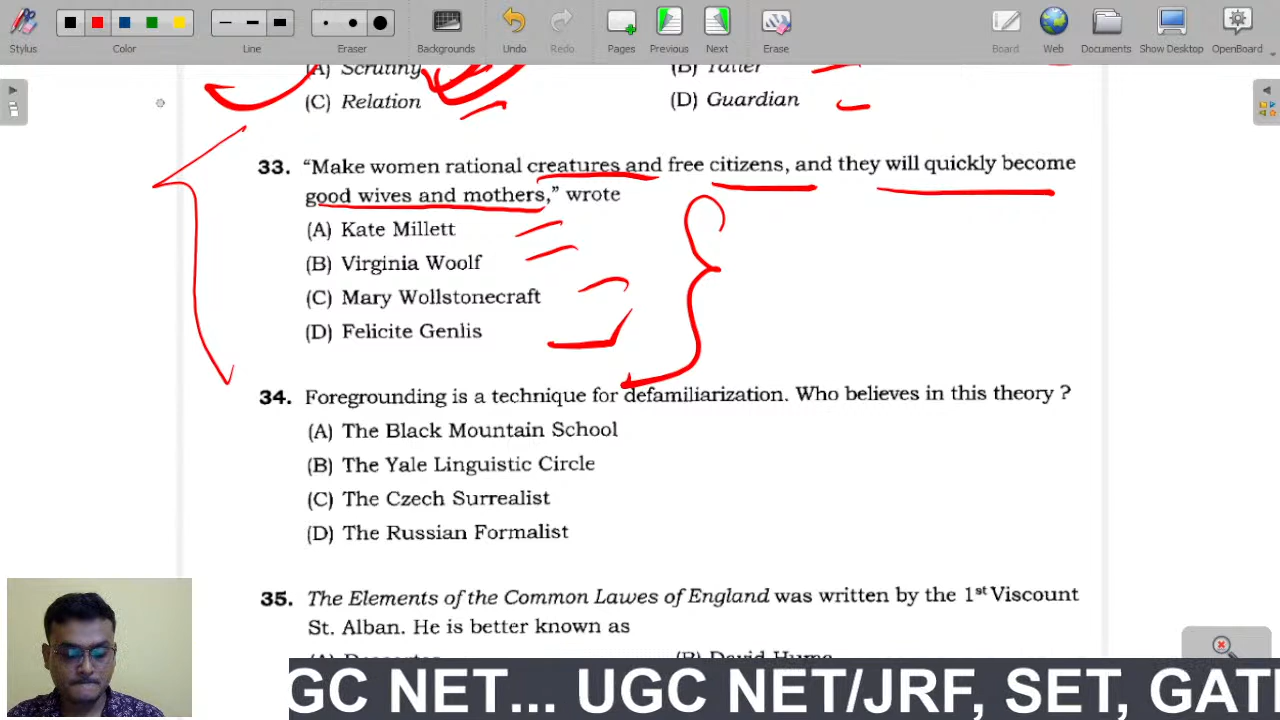 Stylus Color Line Eraser Backgrounds Undo Redo Pages Previous Next Erase Board Web Documents Show Desktop OpenBoard
(A) Scrutiny (B) Tatler
(C) Relation (D) Guardian
33. “Make women rational creatures and free citizens, and they will quickly become
good wives and mothers,” wrote
(A) Kate Millett
(B) Virginia Woolf
(C) Mary Wollstonecraft
(D) Felicite Genlis
34. Foregrounding is a technique for defamiliarization. Who believes in this theory ?
(A) The Black Mountain School
(B) The Yale Linguistic Circle
(C) The Czech Surrealist
(D) The Russian Formalist
35. The Elements of the Common Lawes of England was written by the 1st Viscount
St. Alban. He is better known as
(A) Descartes (B) David Hume
GC NET... UGC NET/JRF, SET, GATE